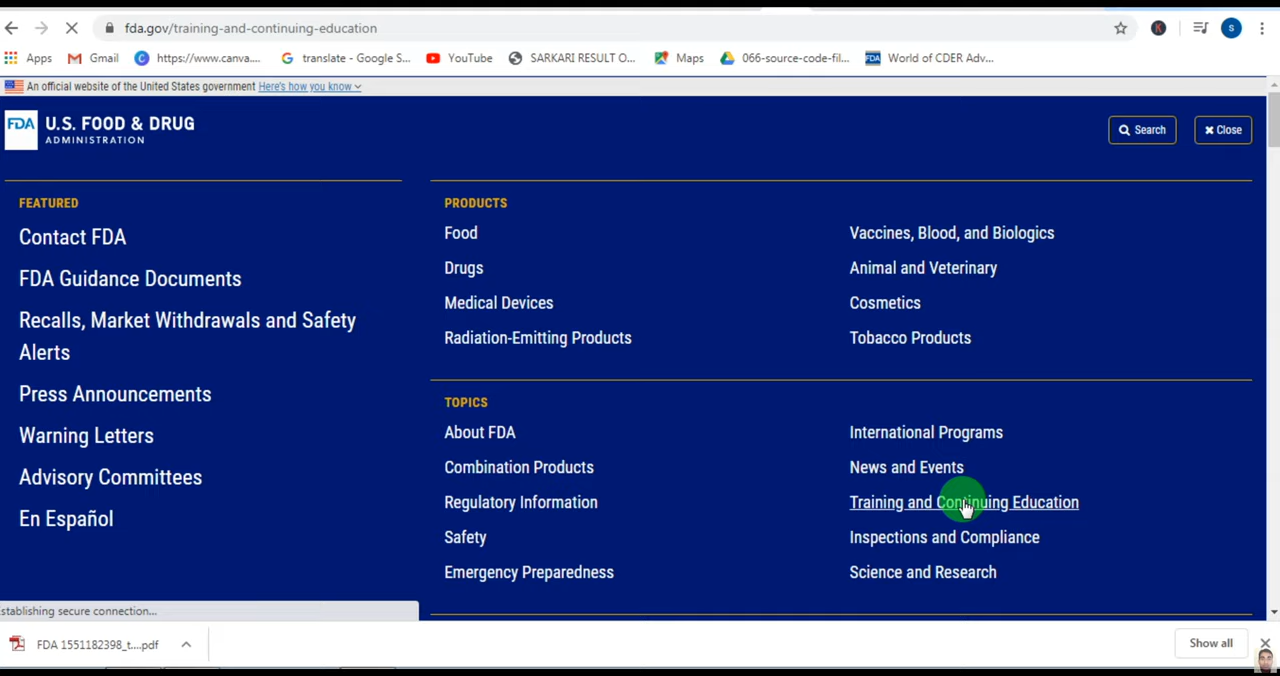 fda.gov/training-and-continuing-education
S
Apps
Gmail
https://www.canva....
translate - Google S...
YouTube
SARKARI RESULT O...
Maps
066-source-code-fil...
World of CDER Adv...
An official website of the United States government Here's how you know
FDA U.S. FOOD & DRUG
ADMINISTRATION
Search
Close
FEATURED
Contact FDA
FDA Guidance Documents
Recalls, Market Withdrawals and Safety
Alerts
Press Announcements
Warning Letters
Advisory Committees
En Español
PRODUCTS
Food
Drugs
Medical Devices
Radiation-Emitting Products
Vaccines, Blood, and Biologics
Animal and Veterinary
Cosmetics
Tobacco Products
TOPICS
About FDA
Combination Products
Regulatory Information
Safety
Emergency Preparedness
International Programs
News and Events
Training and Continuing Education
Inspections and Compliance
Science and Research
stablishing secure connection...
FDA 1551182398_t....pdf
Show all